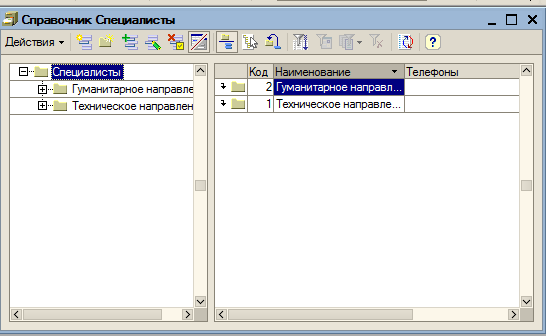 Справочник Специалисты
Действия
Специалисты
Гуманитарное направле
Техническое направлен
Код Наименование Телефоны
2 Гуманитарное направл...
1 Техническое направле...